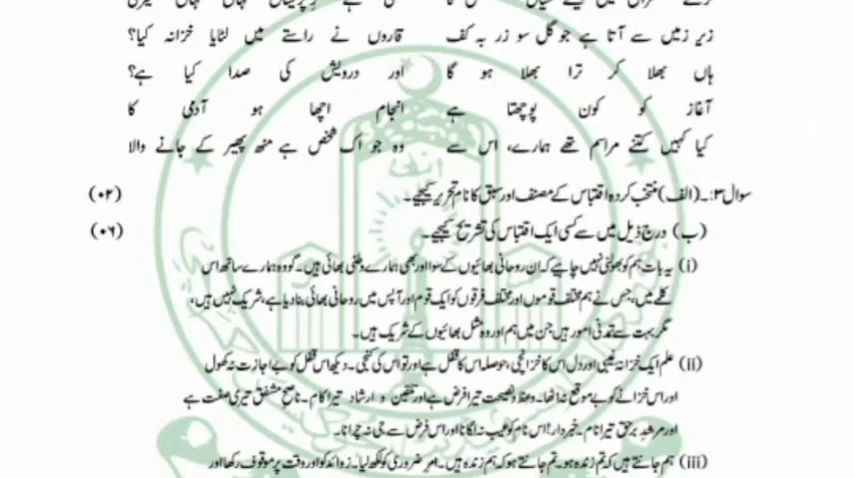 زیر زمیں سے آتا ہے جو گل سو زر بہ کف قاروں نے راستے میں لٹایا خزانہ کیا؟
ہاں بھلا کر ترا بھلا ہو گا اور درویش کی صدا کیا ہے؟
آغاز کو کون پوچھتا ہے انجام اچھا ہو آدمی کا
کیا کہیں کتنے مراسم تھے ہمارے، اس سے وہ جو اک شخص ہے منھ پھیر کے جانے والا
سوال ۳:۔ (الف) منتخب کردہ اقتباس کے مصنف اور سبق کا نام تحریر کیجیے۔ (۰۲)
(ب) درج ذیل میں سے کسی ایک اقتباس کی تشریح کیجیے۔ (۰۶)
(i) یہ بات ہم کو بھولنی نہیں چاہیے کہ ان روحانی بھائیوں کے سوا اور بھی ہمارے وطنی بھائی ہیں۔ گو وہ ہمارے ساتھ اس
کلمے میں، جس نے ہم مختلف قوموں اور مختلف فرقوں کو ایک قوم اور آپس میں روحانی بھائی بنا دیا ہے، شریک نہیں ہیں،
مگر بہت سے تمدنی امور ہیں جن میں ہم اور وہ مثل بھائیوں کے شریک ہیں۔
(ii) علم ایک خزانہ غیبی اور دل اس کا خزانچی، حوصلہ اس کا قفل ہے اور تو اس کی کنجی۔ دیکھ اس قفل کو بے اجازت نہ کھول
اور اس خزانے کو بے موقع نہ اٹھا۔ وعظ و نصیحت تیرا فرض ہے اور تلقین و ارشاد تیرا کام۔ ناصح مشفق تیری صفت ہے
اور مرشد برحق تیرا نام۔ خبردار! اس نام کو عیب نہ لگانا اور اس فرض سے جی نہ چرانا۔
(iii) ہم جانتے ہیں کہ تم زندہ ہو۔ تم جانتے ہو کہ ہم زندہ ہیں۔ امر ضروری کو لکھ لیا۔ زوائد کو اور وقت پر موقوف رکھا اور